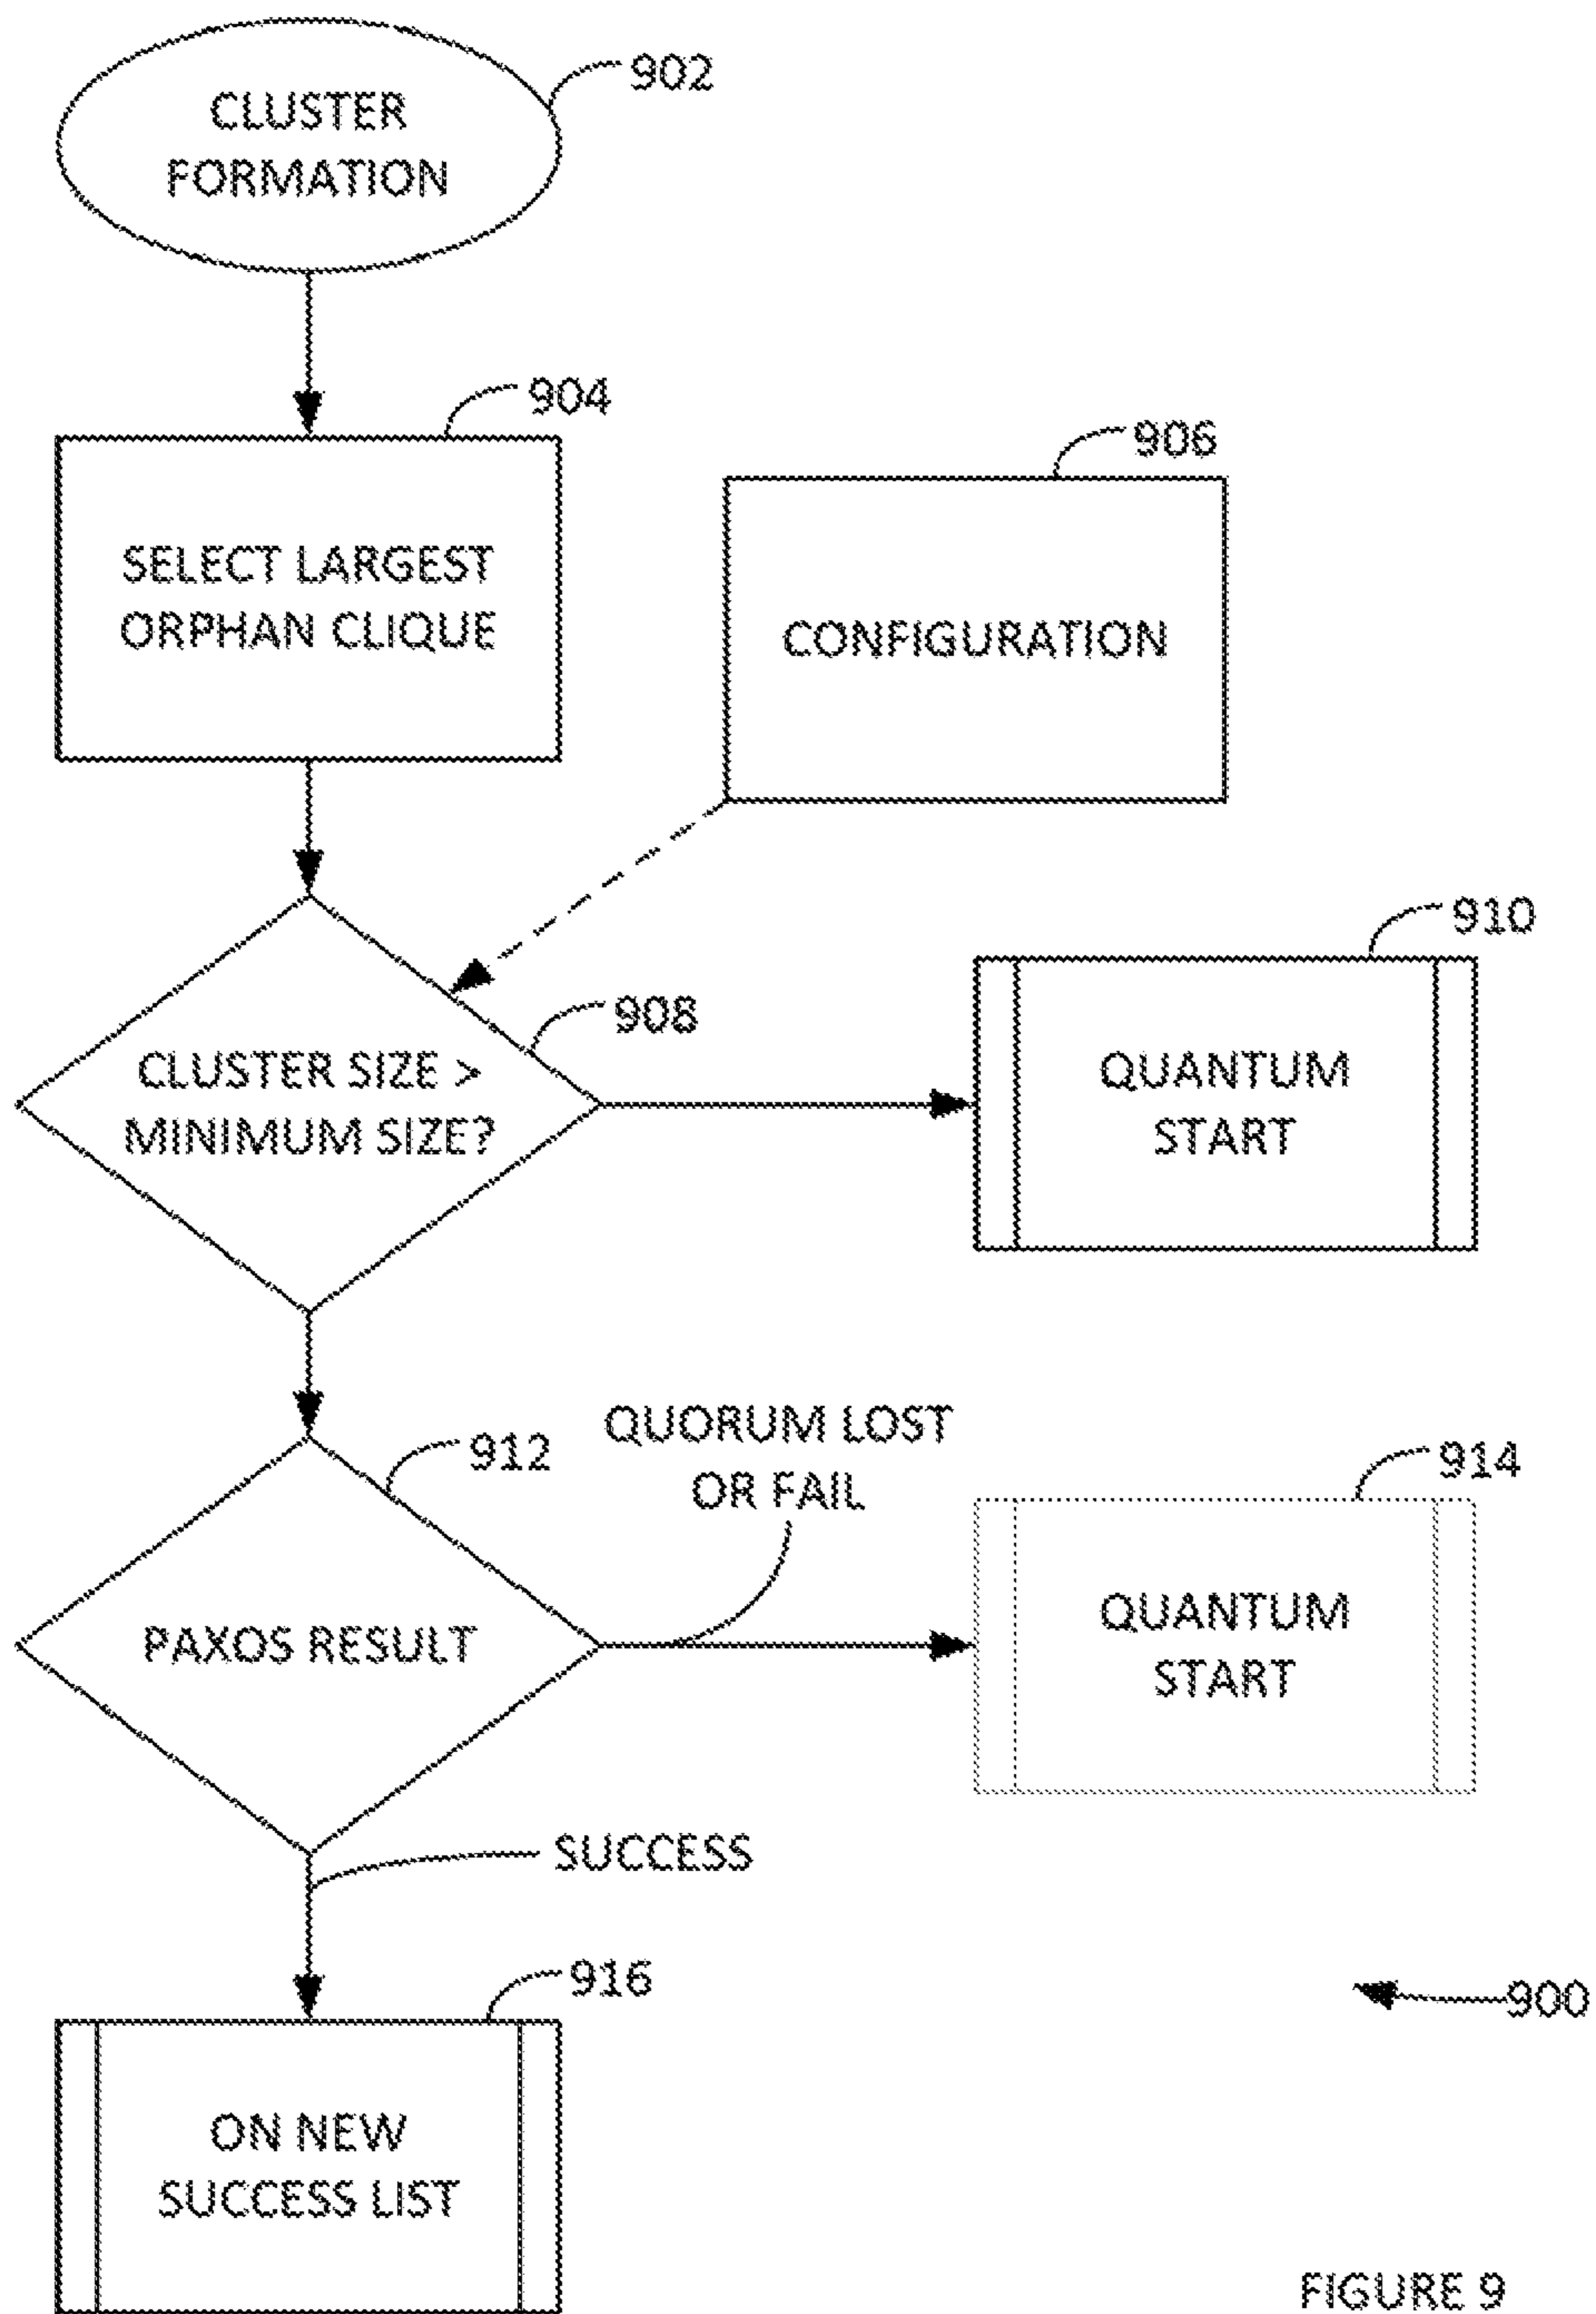 CLUSTER
FORMATION
902
904
SELECT LARGEST
ORPHAN CLIQUE
906
CONFIGURATION
908
CLUSTER SIZE >
MINIMUM SIZE?
910
QUANTUM
START
912
PAXOS RESULT
QUORUM LOST
OR FAIL
914
QUANTUM
START
SUCCESS
916
ON NEW
SUCCESS LIST
900
FIGURE 9